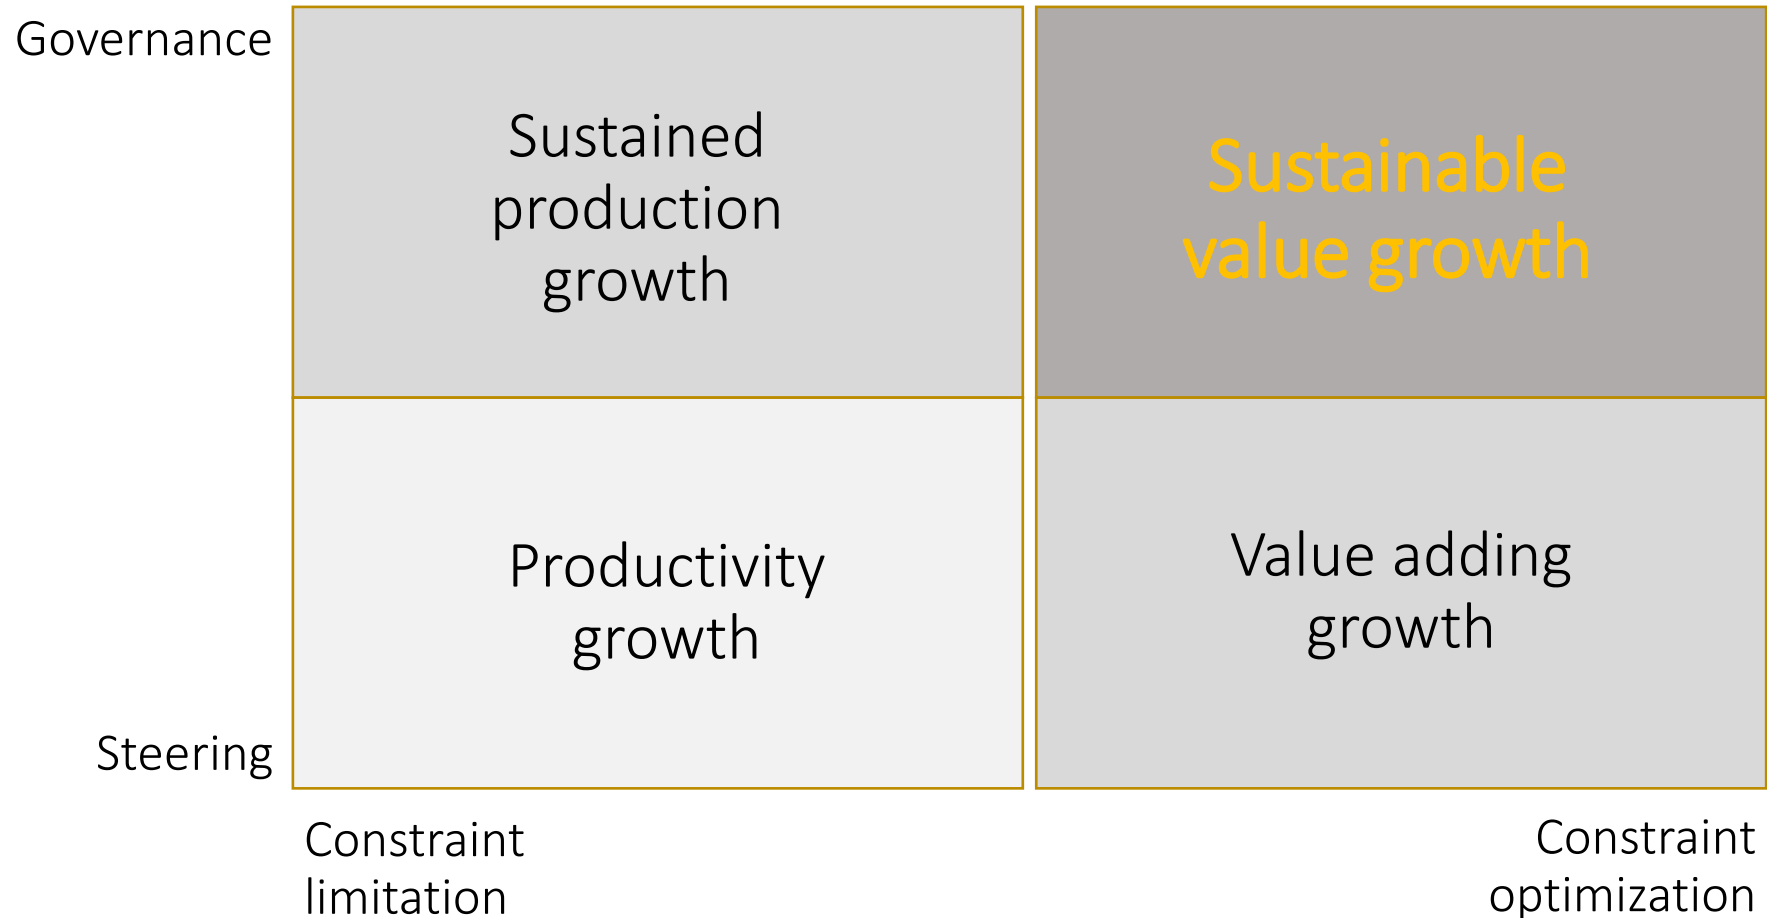 Governance
Sustained
production
growth
Sustainable
value growth
Productivity
growth
Value adding
growth
Steering
Constraint
limitation
Constraint
optimization